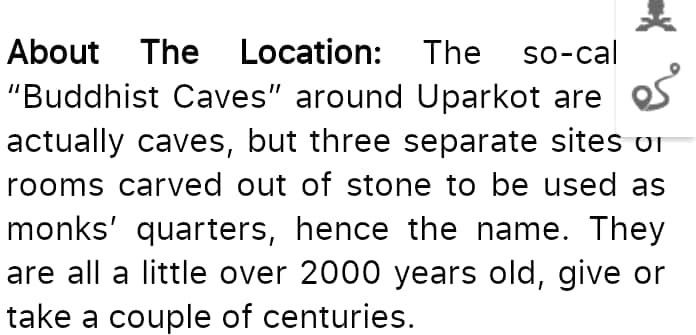 About The Location: The so-cal
“Buddhist Caves” around Uparkot are
actually caves, but three separate sites of
rooms carved out of stone to be used as
monks’ quarters, hence the name. They
are all a little over 2000 years old, give or
take a couple of centuries.